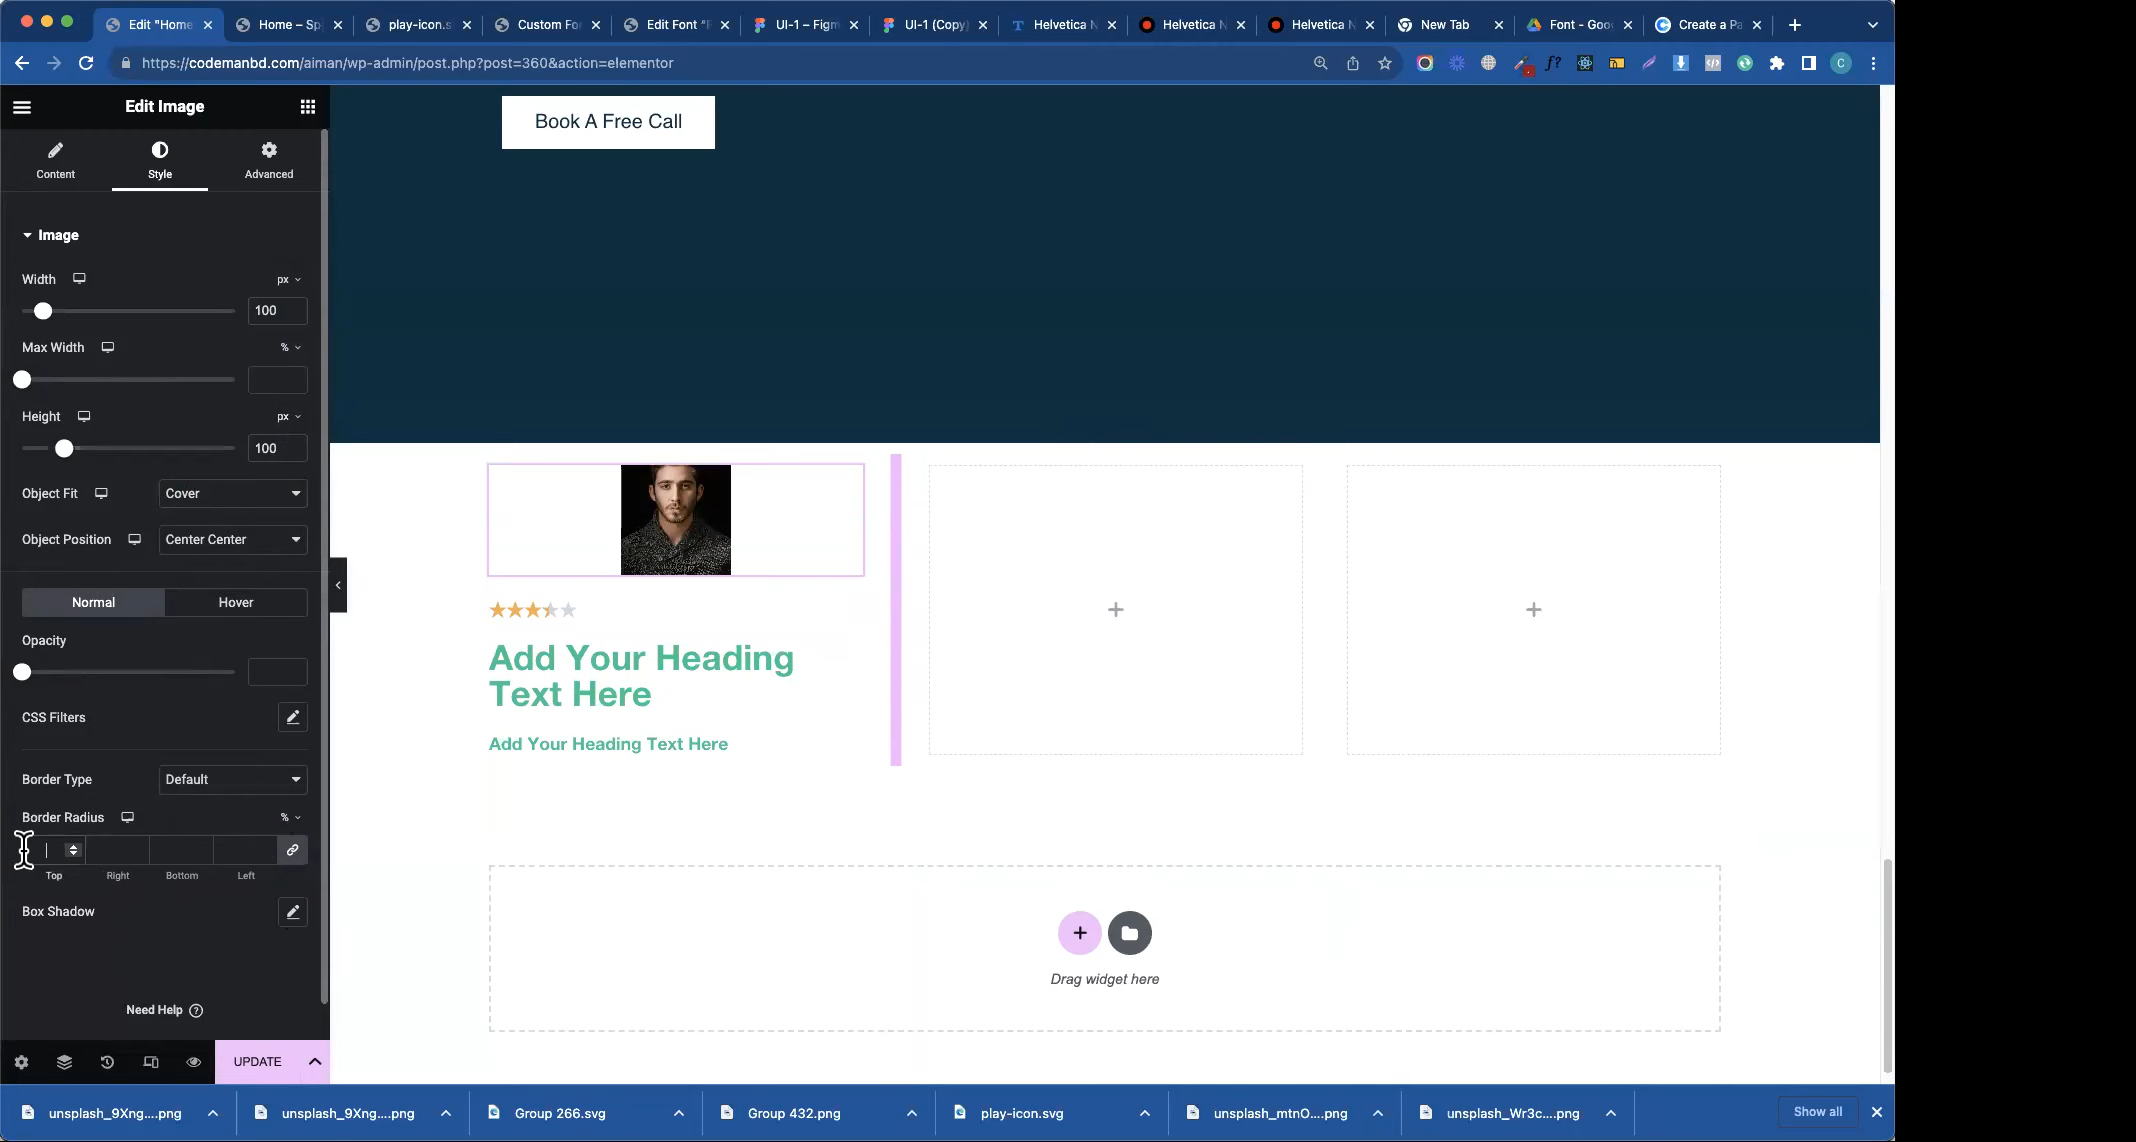 Edit "Home
Home – Sp
play-icon.s
Custom Fo
Edit Font "
UI-1 – Figm
UI-1 (Copy)
Helvetica N
Helvetica N
Helvetica N
New Tab
Font - Goo
Create a Pa
https://codemanbd.com/aiman/wp-admin/post.php?post=360&action=elementor
f?
C
Edit Image
Content
Style
Advanced
Image
Width
px
100
Max Width
%
Height
px
100
Object Fit
Cover
Object Position
Center Center
Normal
Hover
Opacity
CSS Filters
Border Type
Default
Border Radius
%
Top
Right
Bottom
Left
Box Shadow
Need Help
UPDATE
Book A Free Call
Add Your Heading
Text Here
Add Your Heading Text Here
Drag widget here
unsplash_9Xng....png
unsplash_9Xng....png
Group 266.svg
Group 432.png
play-icon.svg
unsplash_mtnO....png
unsplash_Wr3c....png
Show all